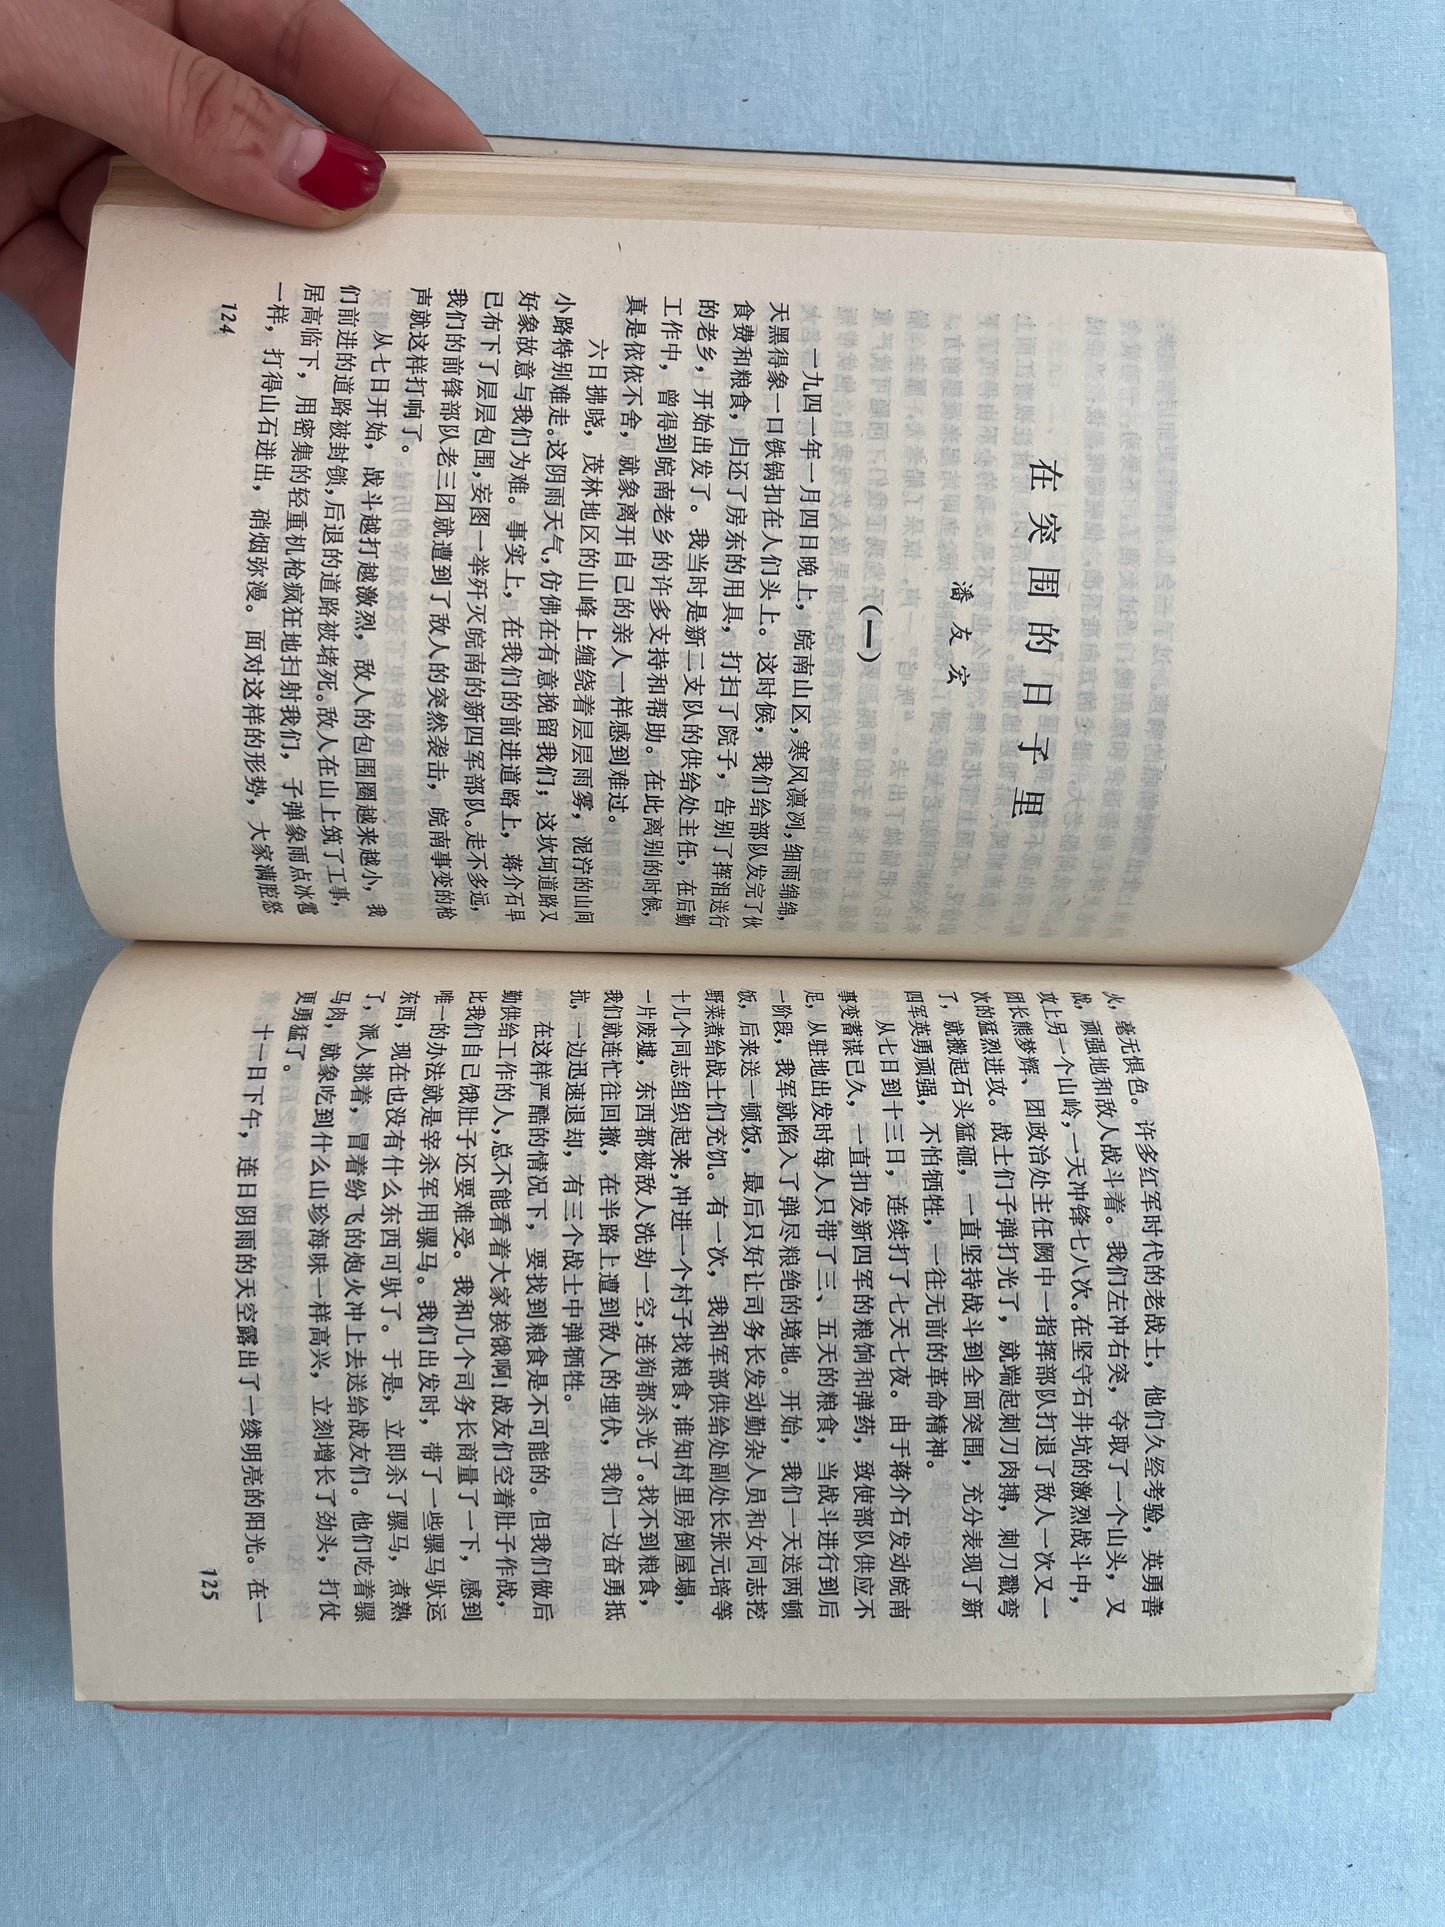 在突围的日子里
潘友宏
（一）
一九四一年一月四日晚上，皖南山区，寒风凛冽，细雨绵绵，
天黑得象一口铁锅扣在人们头上。这时候，我们给部队发完了伙
食费和粮食，归还了房东的用具，打扫了院子，告别了挥泪送行
的老乡，开始出发了。我当时是新二支队的供给处主任，在后勤
工作中，曾得到皖南老乡的许多支持和帮助。在此离别的时候，
真是依依不舍，就象离开自己的亲人一样感到难过。
六日拂晓，茂林地区的山峰上缠绕着层层雨雾，泥泞的山间
小路特别难走。这阴雨天气，仿佛在有意挽留我们；这坎坷道路又
好象故意与我们为难。事实上，在我们的前进道路上，蒋介石早
已布下了层层包围，妄图一举歼灭皖南的新四军部队。走不多远，
我们的前锋部队老三团就遭到了敌人的突然袭击，皖南事变的枪
声就这样打响了。
从七日开始，战斗越打越激烈，敌人的包围圈越来越小，我
们前进的道路被封锁，后退的道路被堵死。敌人在山上筑了工事，
居高临下，用密集的轻重机枪疯狂地扫射我们，子弹象雨点冰雹
一样，打得山石迸出，硝烟弥漫。面对这样的形势，大家满腔怒
124
火，毫无惧色。许多红军时代的老战士，他们久经考验，英勇善
战，顽强地和敌人战斗着。我们左冲右突，夺取了一个山头，又
攻上另一个山岭，一天冲锋七八次。在坚守石井坑的激烈战斗中，
团长熊梦辉、团政治处主任阙中一指挥部队打退了敌人一次又一
次的猛烈进攻。战士们子弹打光了，就端起刺刀肉搏，刺刀戳弯
了，就搬起石头猛砸，一直坚持战斗到全面突围，充分表现了新
四军英勇顽强，不怕牺牲，一往无前的革命精神。
从七日到十三日，连续打了七天七夜。由于蒋介石发动皖南
事变蓄谋已久，一直扣发新四军的粮饷和弹药，致使部队供应不
足，从驻地出发时每人只带了三、五天的粮食，当战斗进行到后
一阶段，我军就陷入了弹尽粮绝的境地。开始，我们一天送两顿
饭，后来送一顿饭，最后只好让司务长发动勤杂人员和女同志挖
野菜煮给战士们充饥。有一次，我和军部供给处副处长张元培等
十几个同志组织起来，冲进一个村子找粮食，谁知村里房倒屋塌，
一片废墟，东西都被敌人洗劫一空，连狗都杀光了。找不到粮食，
我们就连忙往回撤，在半路上遭到敌人的埋伏，我们一边奋勇抵
抗，一边迅速退却，有三个战士中弹牺牲。
在这样严酷的情况下，要找到粮食是不可能的。但我们做后
勤供给工作的人，总不能看着大家挨饿啊！战友们空着肚子作战，
比我们自己饿肚子还要难受。我和几个司务长商量了一下，感到
唯一的办法就是宰杀军用骡马。我们出发时，带了一些骡马驮运
东西，现在也没有什么东西可驮了。于是，立即杀了骡马，煮熟
了，派人挑着，冒着纷飞的炮火冲上去送给战友们。他们吃着骡
马肉，就象吃到什么山珍海味一样高兴，立刻增长了劲头，打仗
更勇猛了。
十一日下午，连日阴雨的天空露出了一缕明亮的阳光。在一
125